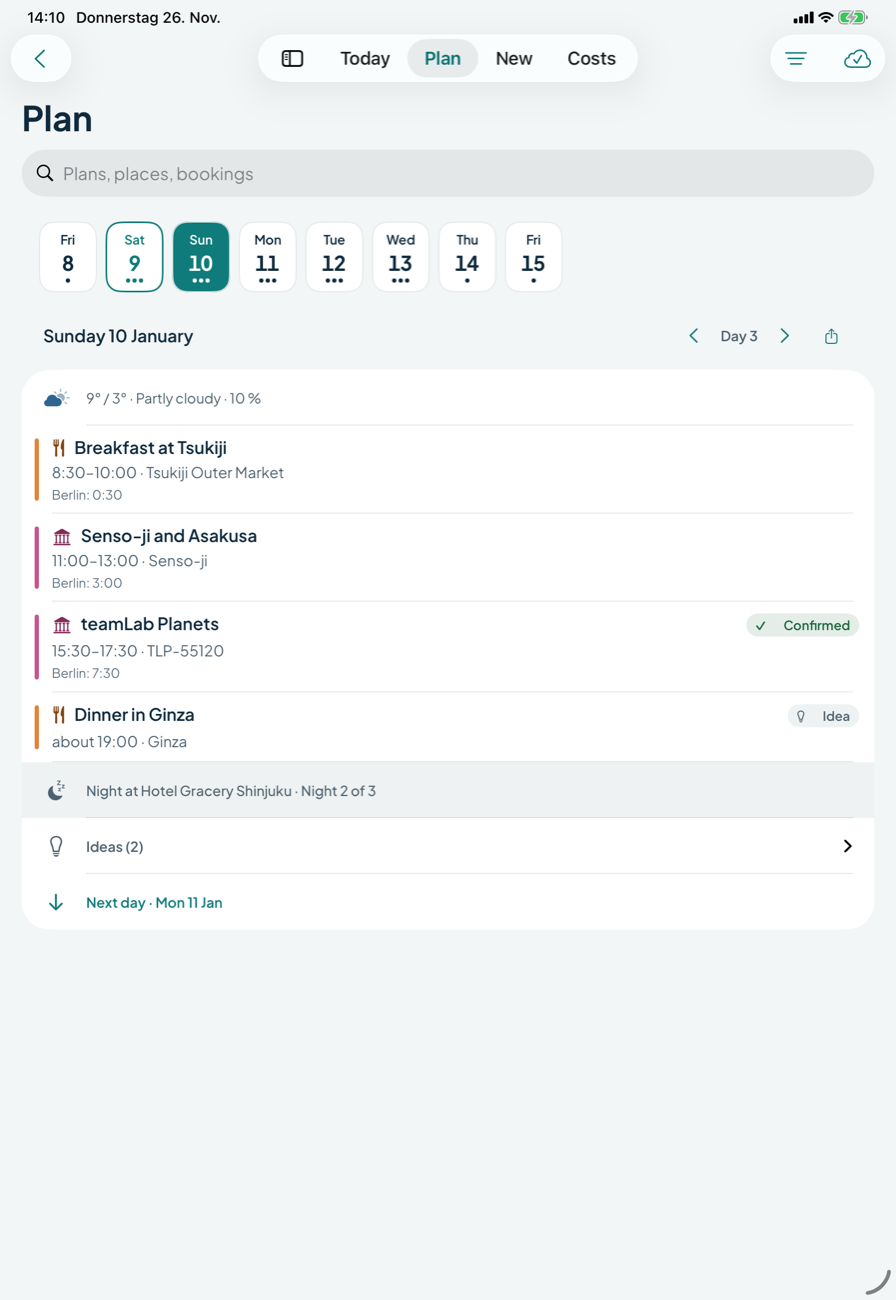 14:10 Donnerstag 26. Nov.
Today Plan New Costs
Plan
Plans, places, bookings
Fri Sat Sun Mon Tue Wed Thu Fri
8 9 10 11 12 13 14 15
Sunday 10 January
Day 3
9° / 3° · Partly cloudy · 10 %
Breakfast at Tsukiji
8:30–10:00 · Tsukiji Outer Market
Berlin: 0:30
Senso-ji and Asakusa
11:00–13:00 · Senso-ji
Berlin: 3:00
teamLab Planets
Confirmed
15:30–17:30 · TLP-55120
Berlin: 7:30
Dinner in Ginza
Idea
about 19:00 · Ginza
Night at Hotel Gracery Shinjuku · Night 2 of 3
Ideas (2)
Next day · Mon 11 Jan